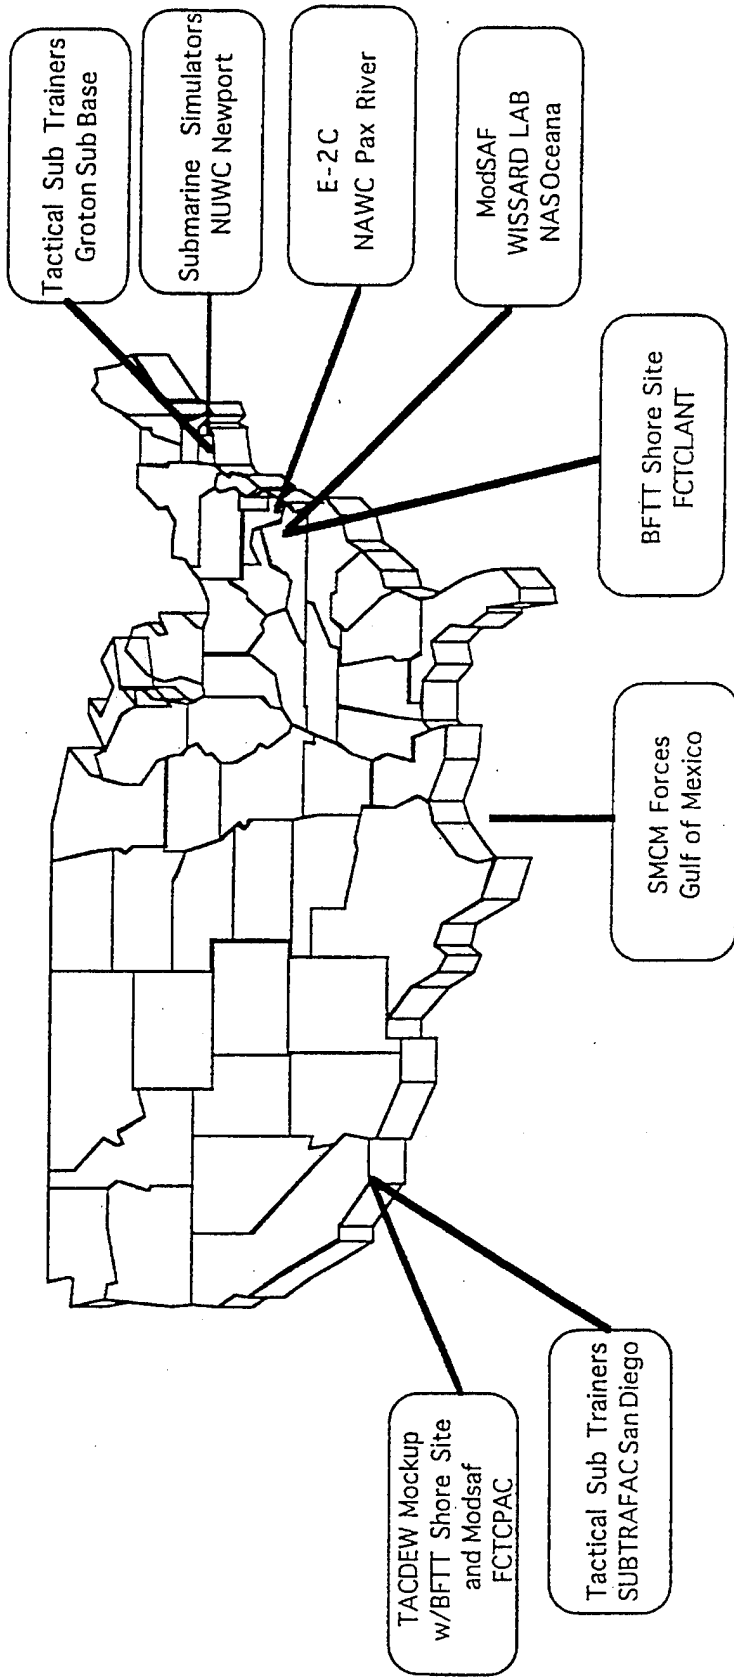 Tactical Sub Trainers
Groton Sub Base
Submarine Simulators
NUWC Newport
E-2C
NAWC Pax River
ModSAF
WISSARD LAB
NASOceana
BFTT Shore Site
FCTCLANT
SMCM Forces
Gulf of Mexico
TACDEW Mockup
w/BFTT Shore Site
and Modsaf
FCTCPAC
Tactical Sub Trainers
SUBTRAFAC San Diego